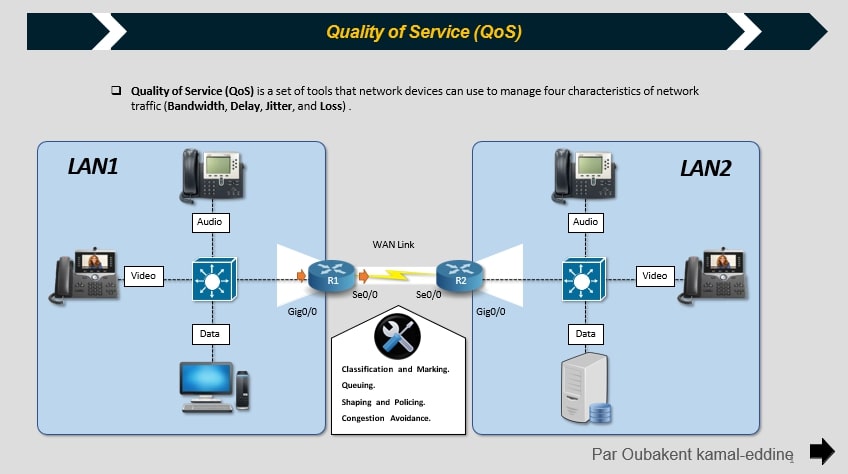 Quality of Service (QoS)
❑ Quality of Service (QoS) is a set of tools that network devices can use to manage four characteristics of network
traffic (Bandwidth, Delay, Jitter, and Loss) .
LAN1
LAN2
Audio
Audio
WAN Link
Video
R1
R2
Video
Se0/0
Se0/0
Gig0/0
Gig0/0
Data
Data
Classification and Marking.
Queuing.
Shaping and Policing.
Congestion Avoidance.
Par Oubakent kamal-eddine